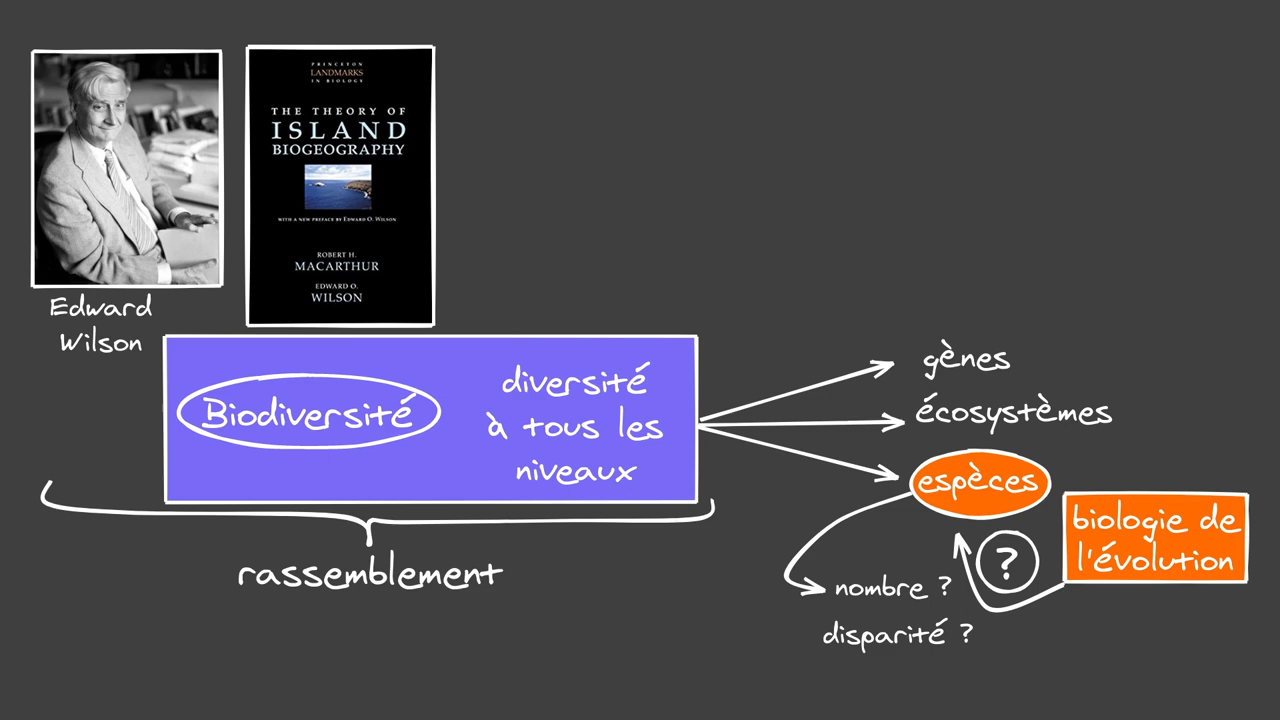 PRINCETON
LANDMARKS
IN BIOLOGY
THE THEORY OF
ISLAND
BIOGEOGRAPHY
WITH A NEW PREFACE BY EDWARD O. WILSON
ROBERT H.
MACARTHUR
EDWARD O.
WILSON
Edward
Wilson
Biodiversité
diversité
à tous les
niveaux
gènes
écosystèmes
espèces
biologie de
l'évolution
?
rassemblement
nombre ?
disparité ?